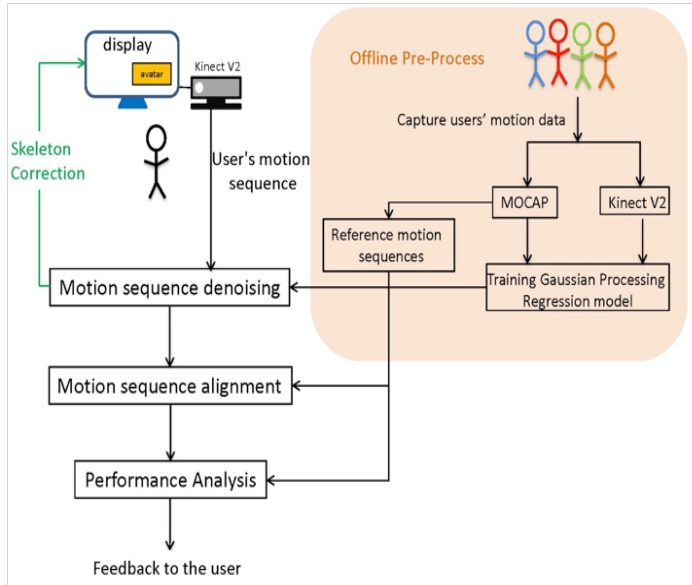 display
avatar
Kinect V2
Offline Pre-Process
Capture users' motion data
Skeleton
Correction
User's motion
sequence
MOCAP
Kinect V2
Reference motion
sequences
Training Gaussian Processing
Regression model
Motion sequence denoising
Motion sequence alignment
Performance Analysis
Feedback to the user